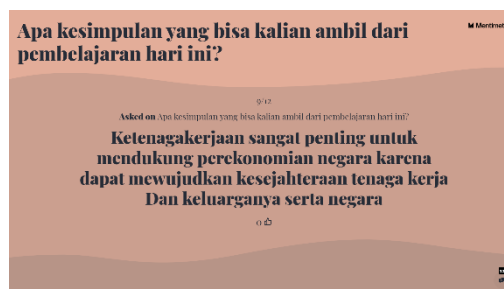 Apa kesimpulan yang bisa kalian ambil dari
pembelajaran hari ini?
Mentimet
9/12
Asked on Apa kesimpulan yang bisa kalian ambil dari pembelajaran hari ini?
Ketenagakerjaan sangat penting untuk
mendukung perekonomian negara karena
dapat mewujudkan kesejahteraan tenaga kerja
Dan keluarganya serta negara
0